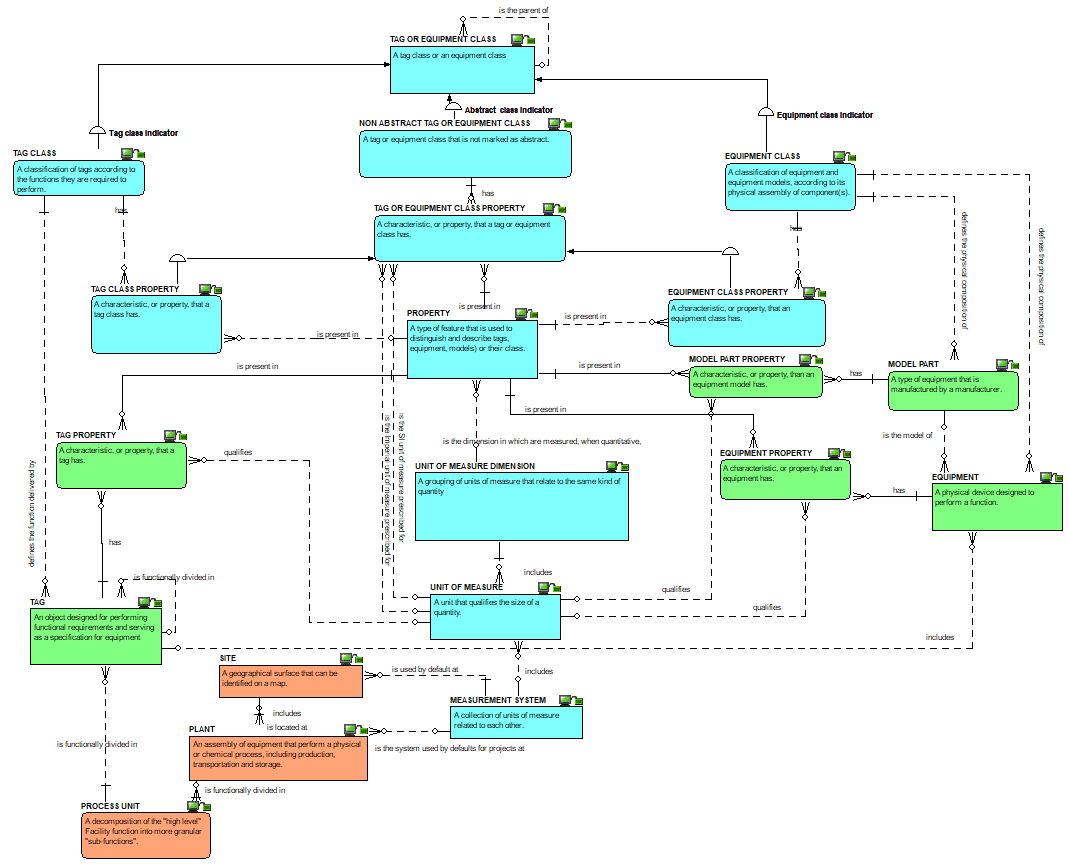 is the parent of
TAG OR EQUIPMENT CLASS
A tag class or an equipment class
Abstract class Indicator
Equipment class Indicator
Tag class Indicator
NON ABSTRACT TAG OR EQUIPMENT CLASS
A tag or equipment class that is not marked as abstract.
TAG CLASS
A classification of tags according to
the functions they are required to
perform.
EQUIPMENT CLASS
A classification of equipment and
equipment models, according to its
physical assembly of component(s).
has
has
TAG OR EQUIPMENT CLASS PROPERTY
A characteristic, or property, that a tag or equipment
class has.
has
defines the physical composition of
defines the physical composition of
TAG CLASS PROPERTY
A characteristic, or property, that a
tag class has.
EQUIPMENT CLASS PROPERTY
A characteristic, or property, that an
equipment class has.
is present in
PROPERTY
A type of feature that is used to
distinguish and describe tags,
equipment, models) or their class.
is present in
is present in
is present in
is present in
MODEL PART PROPERTY
A characteristic, or property, than an
equipment model has.
has
MODEL PART
A type of equipment that is
manufactured by a manufacturer.
is present in
is the Imperial unit of measure prescribed for
is the SI unit of measure prescribed for
is the model of
TAG PROPERTY
A characteristic, or property, that a
tag has.
qualifies
is the dimension in which are measured, when quantitative,
UNIT OF MEASURE DIMENSION
A grouping of units of measure that relate to the same kind of
quantity
EQUIPMENT PROPERTY
A characteristic, or property, that an
equipment has.
has
EQUIPMENT
A physical device designed to
perform a function.
defines the function delivered by
has
includes
is functionally divided in
UNIT OF MEASURE
A unit that qualifies the size of a
quantity.
qualifies
qualifies
TAG
An object designed for performing
functional requirements and serving
as a specification for equipment
includes
SITE
A geographical surface that can be
identified on a map.
is used by default at
includes
MEASUREMENT SYSTEM
A collection of units of measure
related to each other.
includes
is located at
PLANT
An assembly of equipment that perform a physical
or chemical process, including production,
transportation and storage.
is the system used by defaults for projects at
is functionally divided in
is functionally divided in
PROCESS UNIT
A decomposition of the "high level"
Facility function into more granular
"sub-functions".